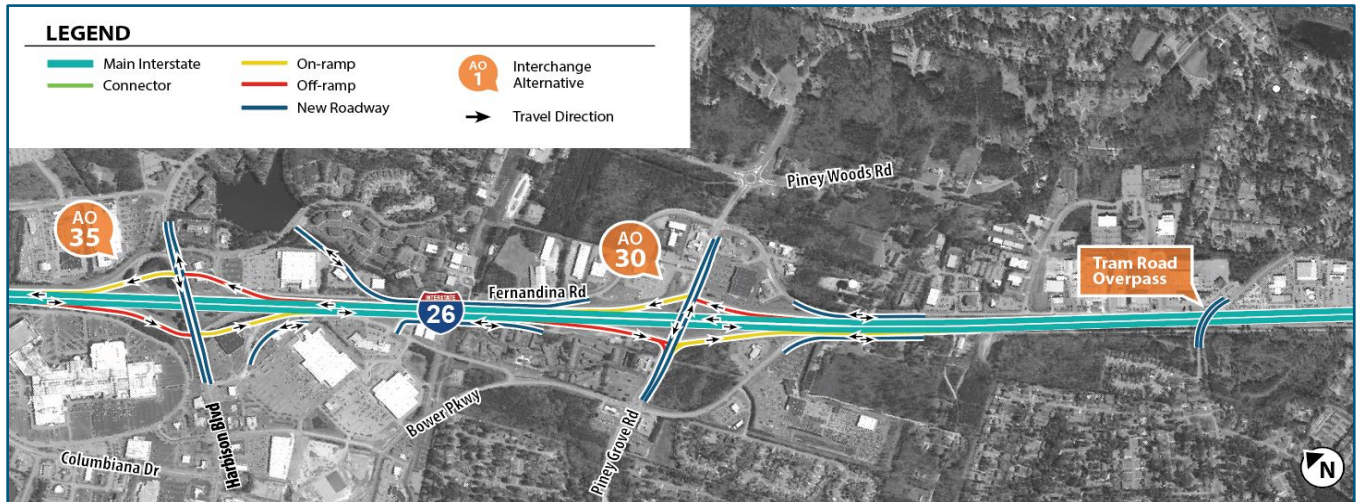 LEGEND
Main Interstate
Connector
On-ramp
Off-ramp
New Roadway
AO
1
Interchange
Alternative
Travel Direction
Piney Woods Rd
AO
35
AO
30
Tram Road
Overpass
Fernandina Rd
INTERSTATE
26
Harbison Blvd
Bower Pkwy
Piney Grove Rd
Columbiana Dr
N